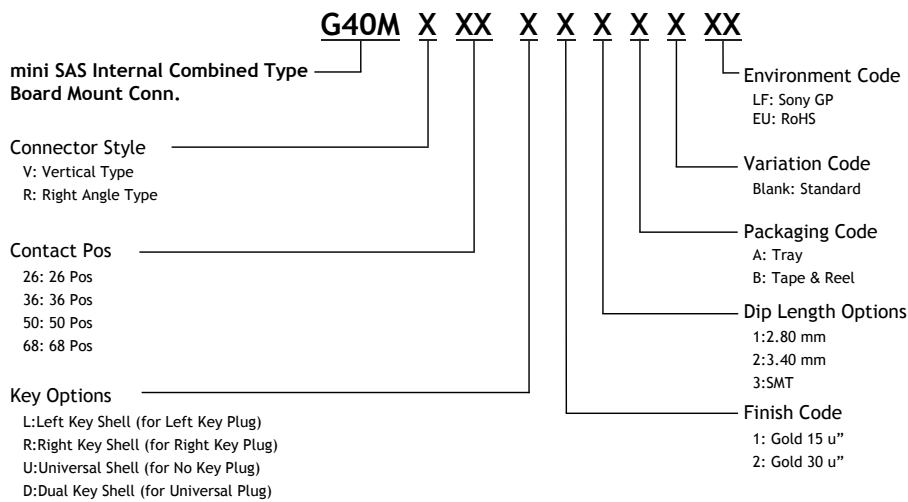 G40M X XX X X X X X XX
mini SAS Internal Combined Type
Board Mount Conn.
Connector Style
V: Vertical Type
R: Right Angle Type
Contact Pos
26: 26 Pos
36: 36 Pos
50: 50 Pos
68: 68 Pos
Key Options
L:Left Key Shell (for Left Key Plug)
R:Right Key Shell (for Right Key Plug)
U:Universal Shell (for No Key Plug)
D:Dual Key Shell (for Universal Plug)
Environment Code
LF: Sony GP
EU: RoHS
Variation Code
Blank: Standard
Packaging Code
A: Tray
B: Tape & Reel
Dip Length Options
1:2.80 mm
2:3.40 mm
3:SMT
Finish Code
1: Gold 15 u”
2: Gold 30 u”